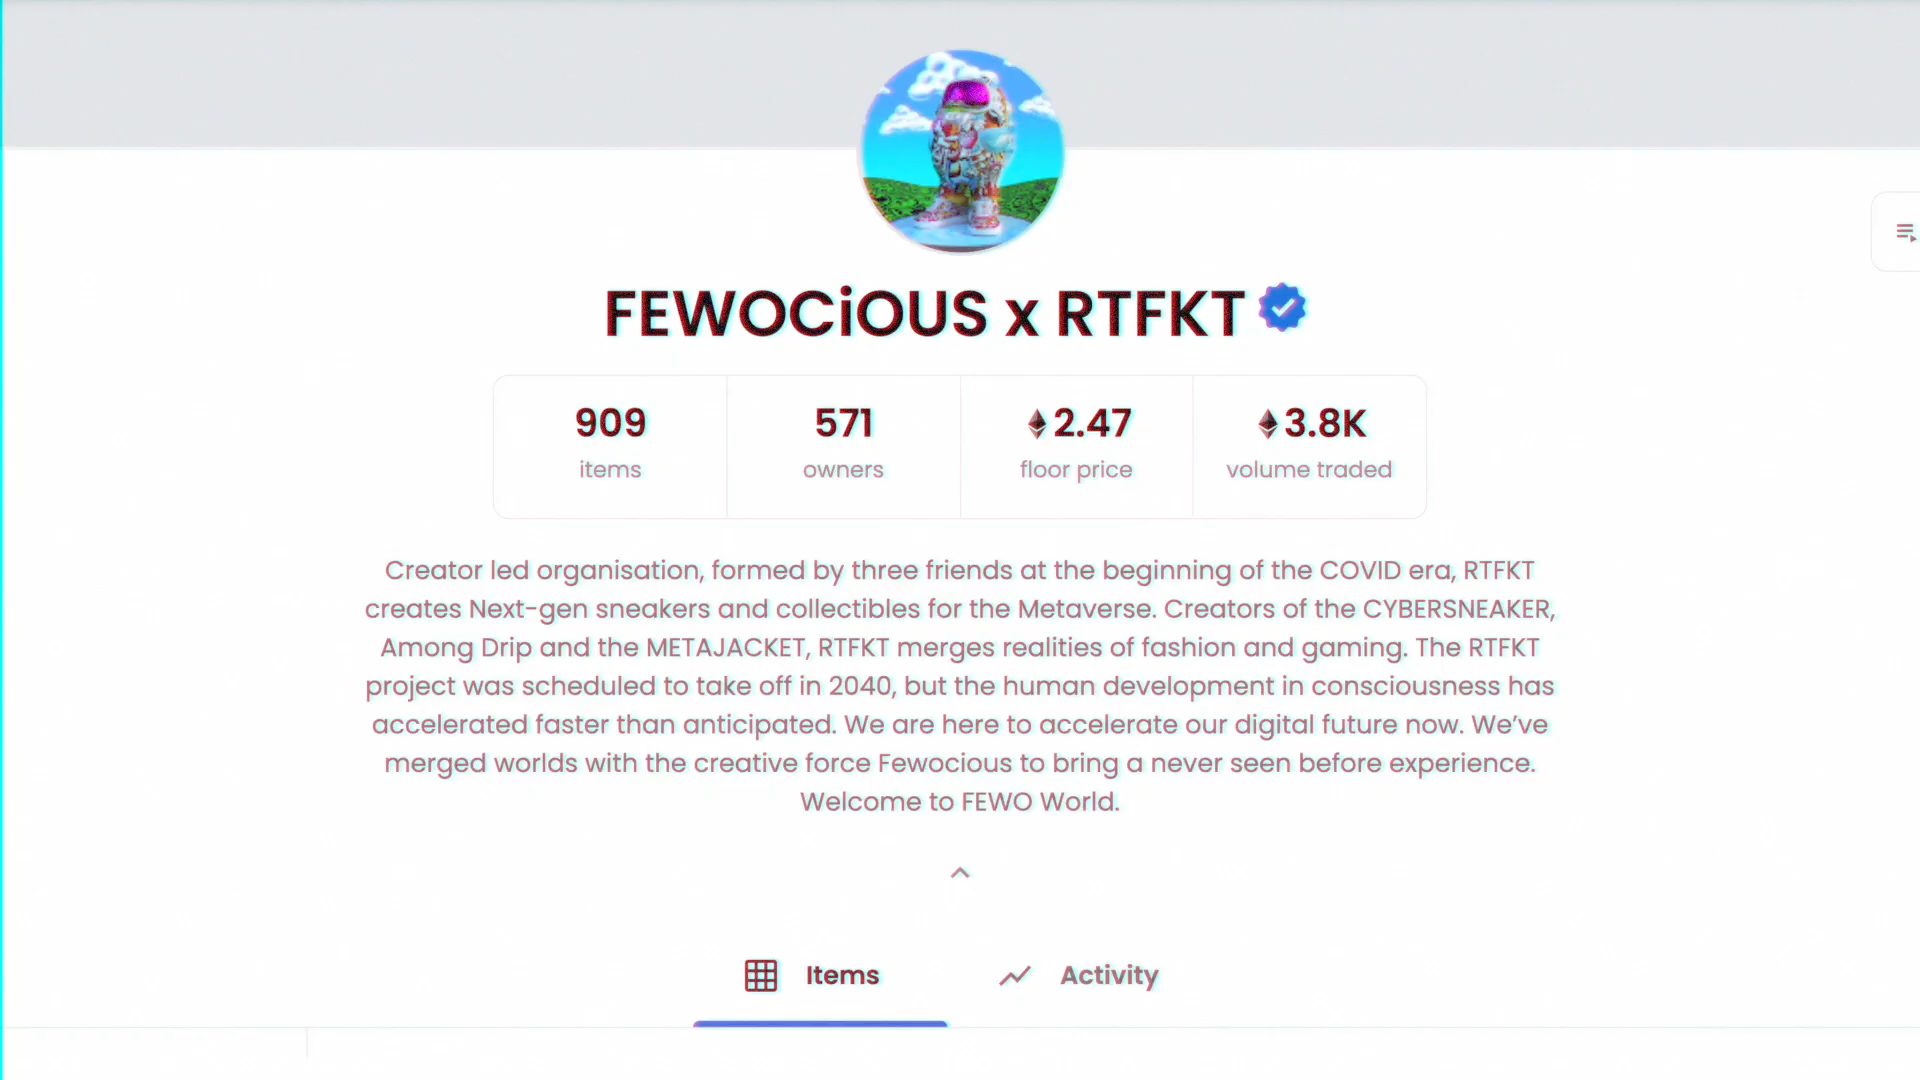 FEWOCiOUS x RTFKT
909
items
571
owners
2.47
floor price
3.8K
volume traded
Creator led organisation, formed by three friends at the beginning of the COVID era, RTFKT
creates Next-gen sneakers and collectibles for the Metaverse. Creators of the CYBERSNEAKER,
Among Drip and the METAJACKET, RTFKT merges realities of fashion and gaming. The RTFKT
project was scheduled to take off in 2040, but the human development in consciousness has
accelerated faster than anticipated. We are here to accelerate our digital future now. We’ve
merged worlds with the creative force Fewocious to bring a never seen before experience.
Welcome to FEWO World.
Items
Activity